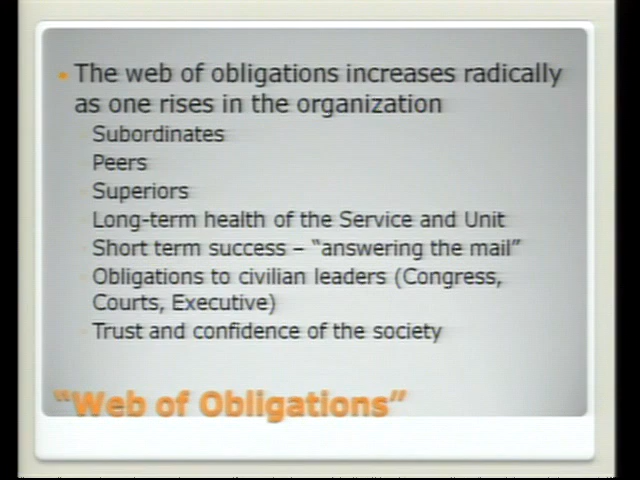 The web of obligations increases radically
as one rises in the organization
Subordinates
Peers
Superiors
Long-term health of the Service and Unit
Short term success – “answering the mail”
Obligations to civilian leaders (Congress,
Courts, Executive)
Trust and confidence of the society
“Web of Obligations”